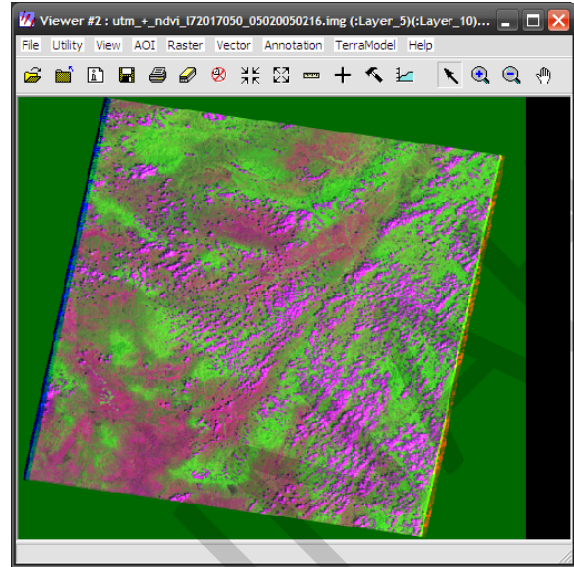 Viewer #2 : utm_+_ndvi_l72017050_05020050216.img (:Layer_5)(:Layer_10)...
File Utility View AOI Raster Vector Annotation TerraModel Help